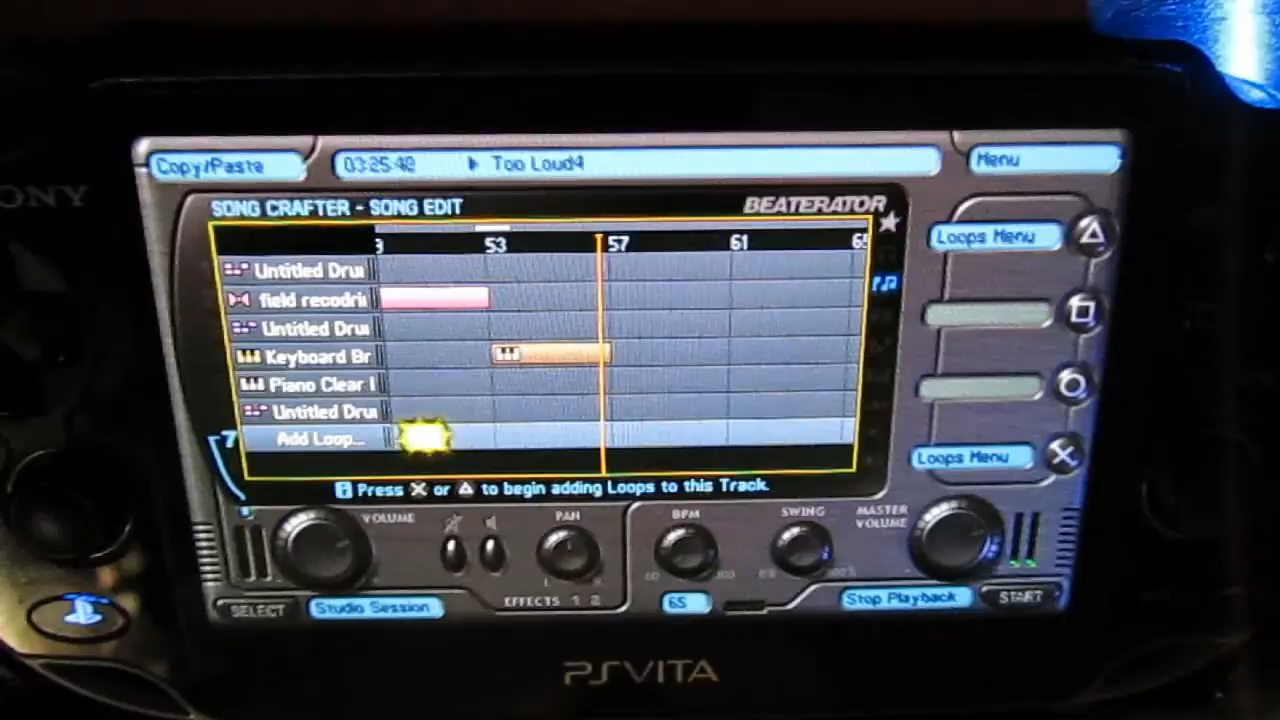 SONY
Copy/Paste
03:25:48 Too Loud4
Menu
SONG CRAFTER - SONG EDIT
BEATERATOR
53 57 61
Loops Menu
Untitled Dru
field recodri
Untitled Dru
Keyboard Br
Piano Clear
Untitled Dru
7 Add Loop...
Loops Menu
Press X or △ to begin adding Loops to this Track.
VOLUME
PAN
BPM
SWING
MASTER VOLUME
EFFECTS 1 2
SELECT
Studio Session
65
Stop Playback
START
PSVITA